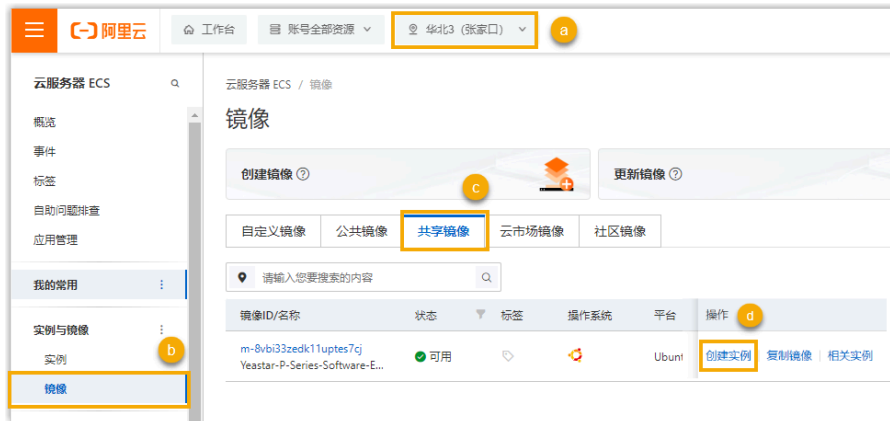 阿里云 工作台 账号全部资源 华北3（张家口） a
云服务器 ECS
概览
事件
标签
自助问题排查
应用管理
我的常用
实例与镜像
b
实例
镜像
云服务器 ECS / 镜像
镜像
创建镜像 ?
更新镜像 ?
c
自定义镜像 公共镜像 共享镜像 云市场镜像 社区镜像
请输入您要搜索的内容
镜像ID/名称 状态 标签 操作系统 平台 操作 d
m-8vbi33zedk11uptes7cj
Yeastar-P-Series-Software-E... 可用 Ubunt 创建实例 复制镜像 相关实例